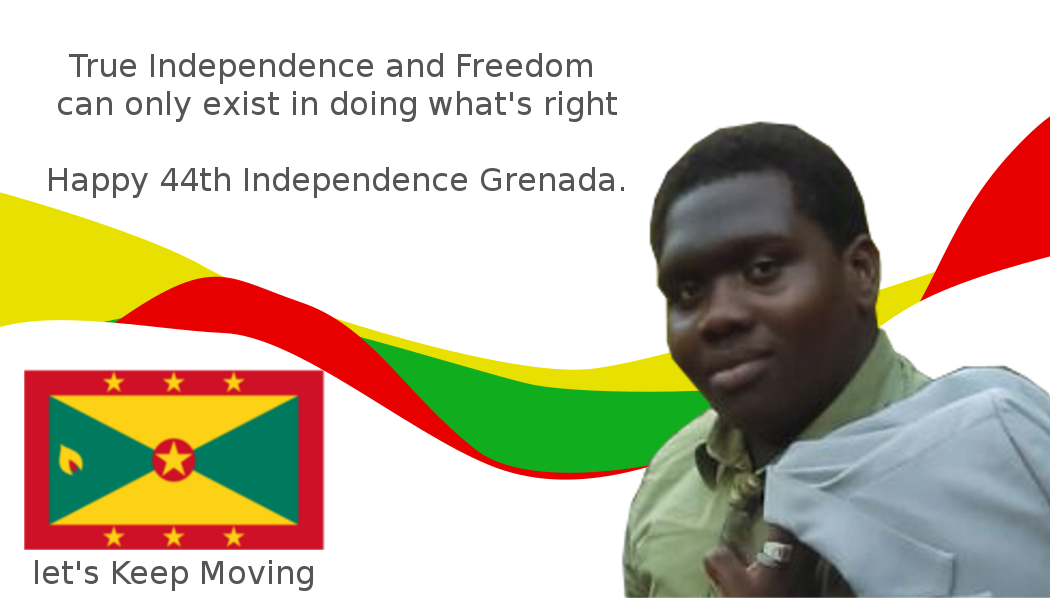 True Independence and Freedom
can only exist in doing what's right
Happy 44th Independence Grenada.
let's Keep Moving